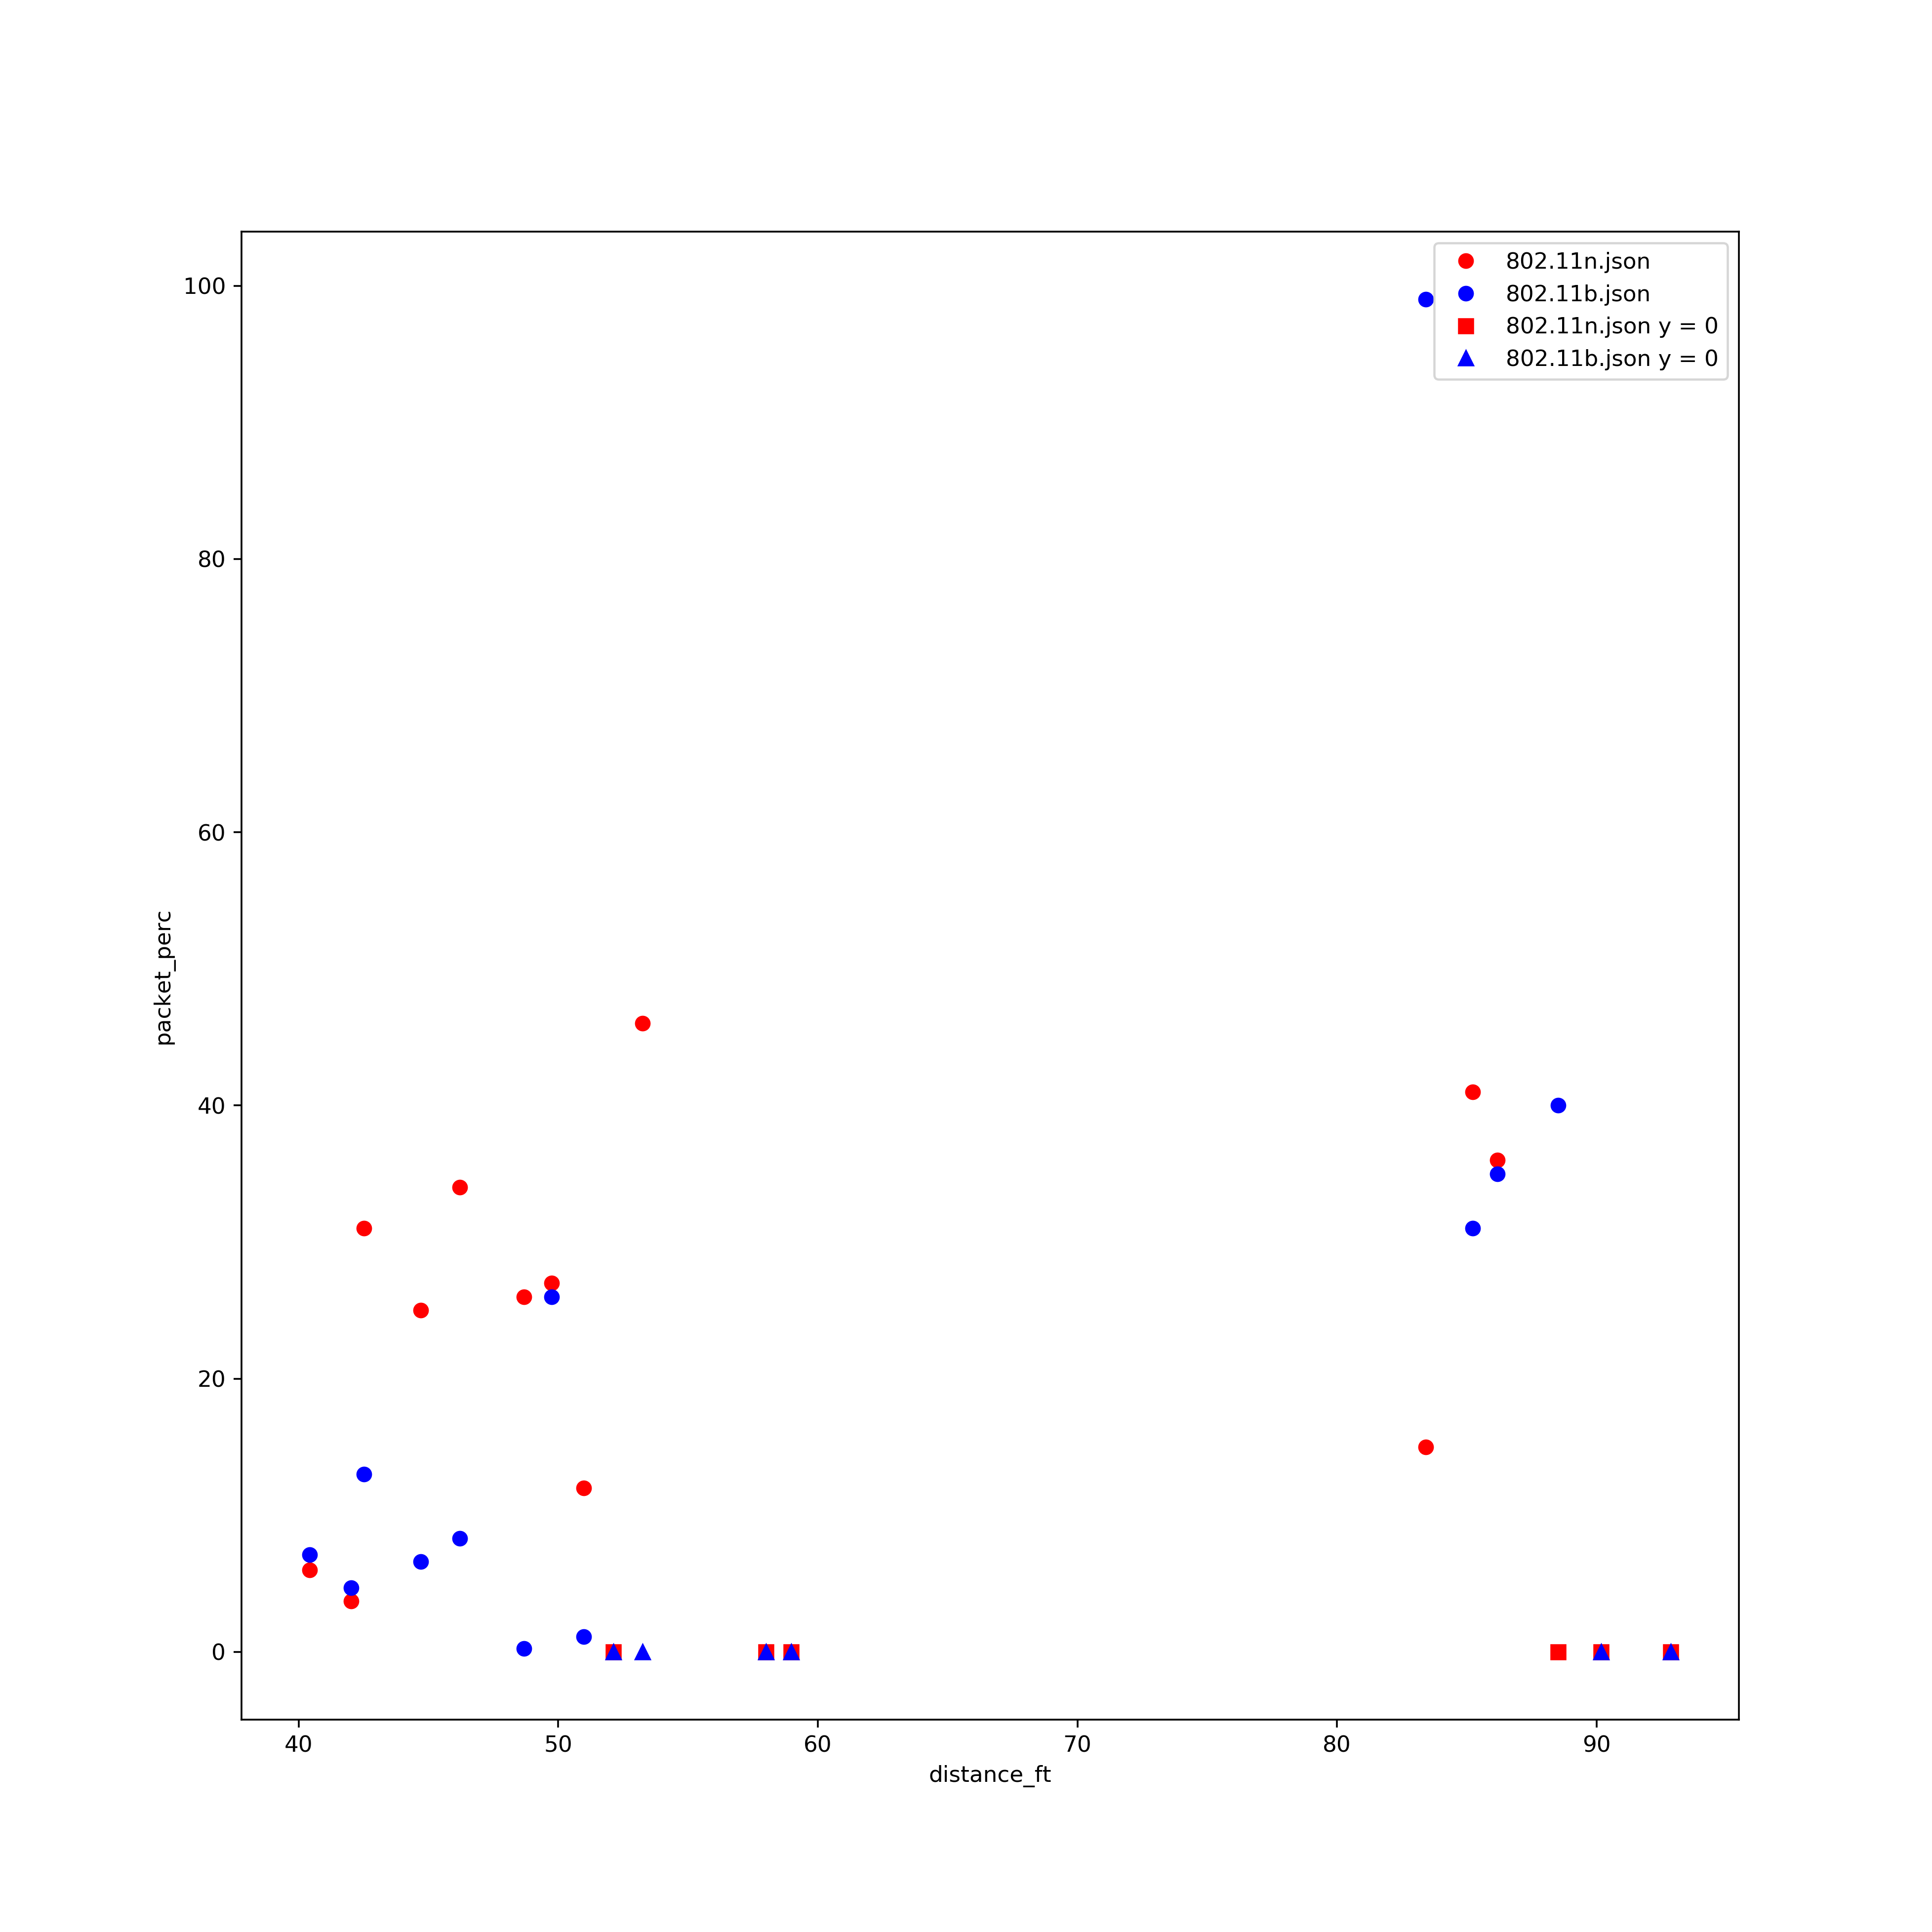 100
80
60
40
20
0
packet_perc
802.11n.json
802.11b.json
802.11n.json y = 0
802.11b.json y = 0
40 50 60 70 80 90
distance_ft